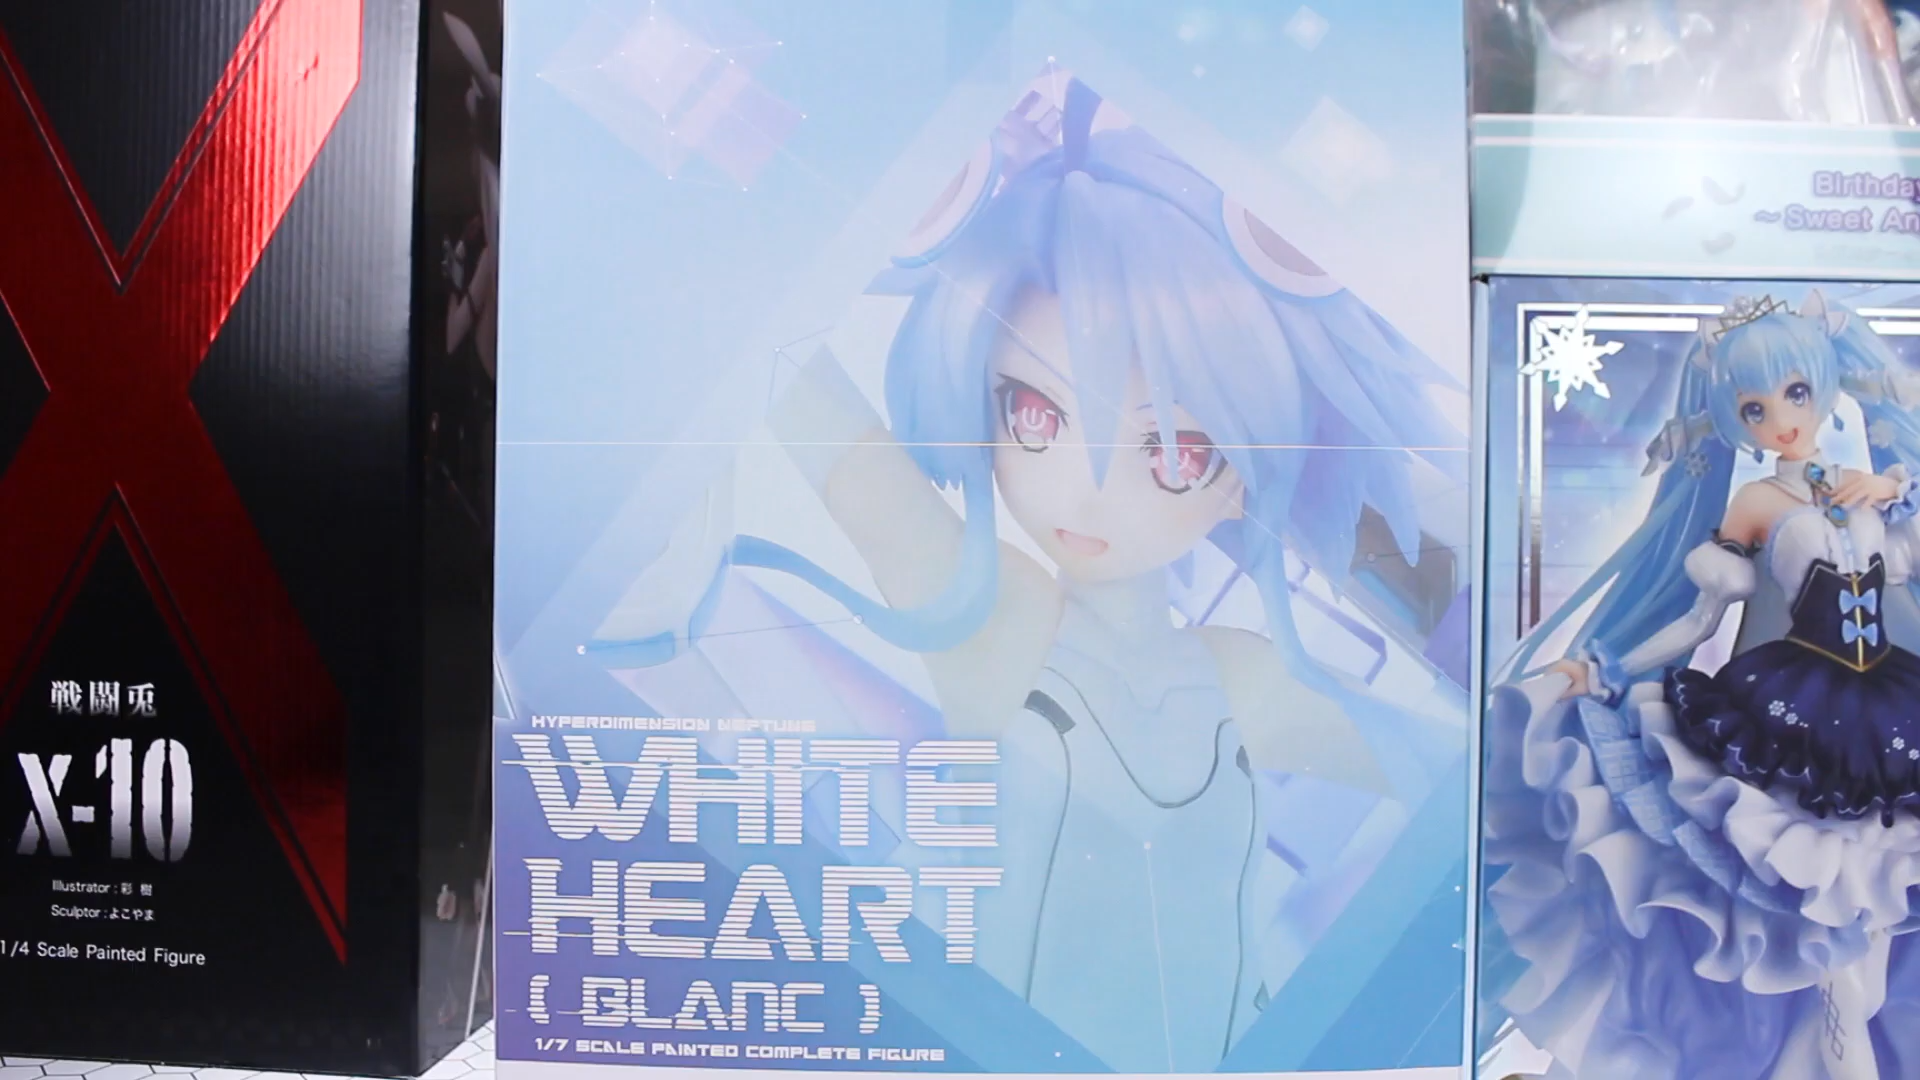 戦闘兎
x-10
Illustrator : 彩 樹
Sculptor : よこやま
1/4 Scale Painted Figure
HYPERDIMENSION NEPTUNE
WHITE
HEART
( BLANC )
1/7 SCALE PAINTED COMPLETE FIGURE
Birthday
~Sweet